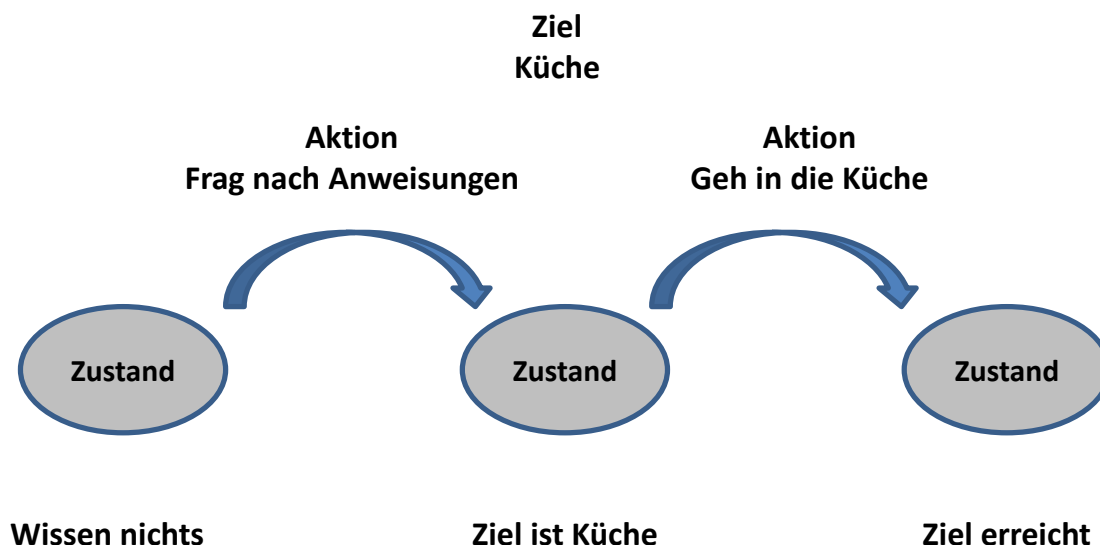 Ziel
Küche
Aktion
Frag nach Anweisungen
Aktion
Geh in die Küche
Zustand
Zustand
Zustand
Wissen nichts
Ziel ist Küche
Ziel erreicht